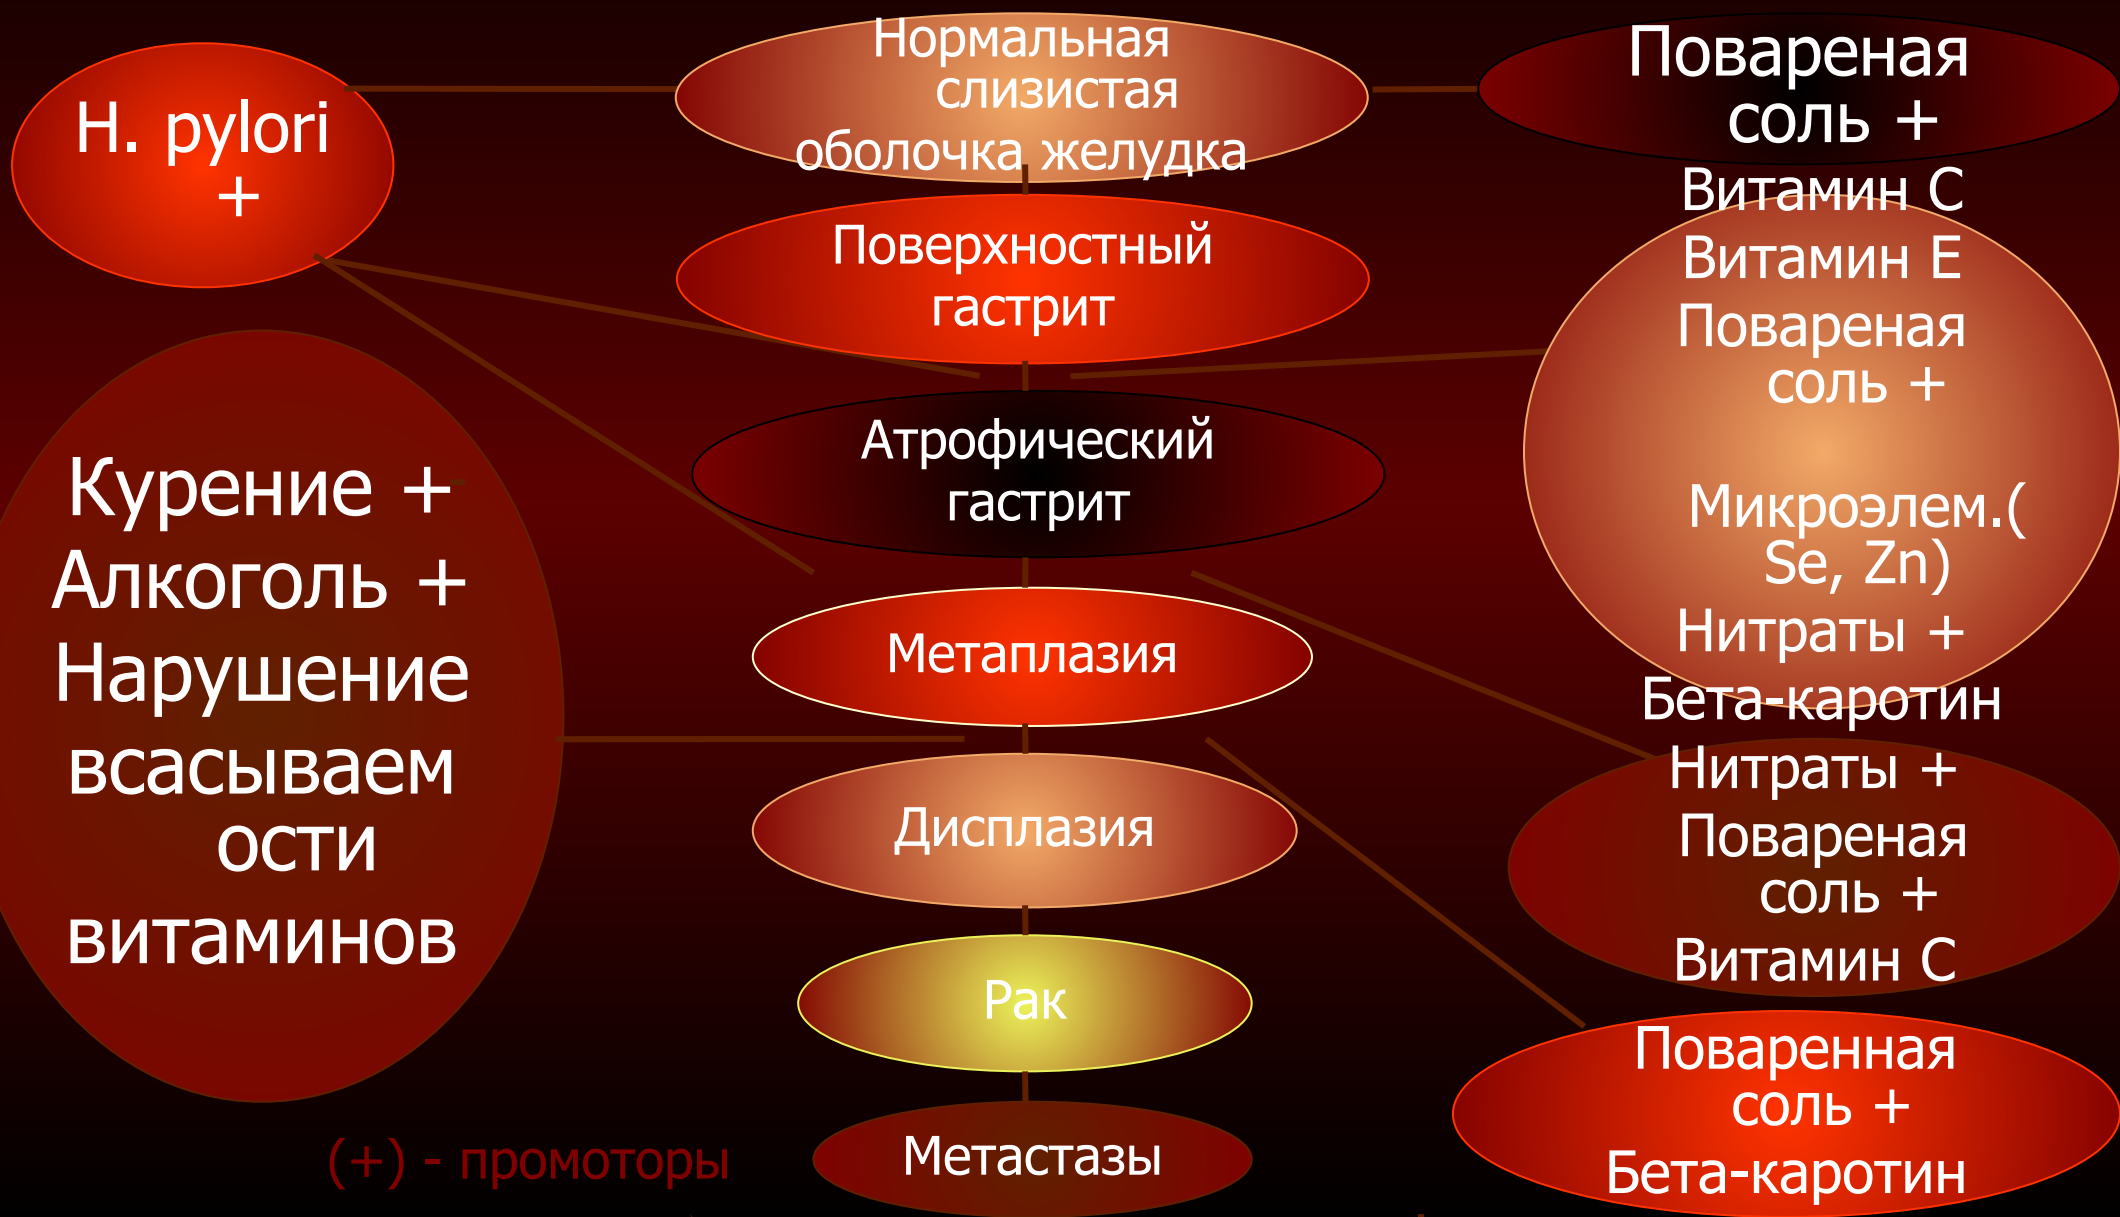 H. pylori
+
Курение +
Алкоголь +
Нарушение
всасываем
ости
витаминов
Нормальная
слизистая
оболочка желудка
Поверхностный
гастрит
Атрофический
гастрит
Метаплазия
Дисплазия
Рак
Метастазы
(+) - промоторы
Повареная
соль +
Витамин С
Витамин Е
Повареная
соль +
Микроэлем.(
Se, Zn)
Нитраты +
Бета-каротин
Нитраты +
Повареная
соль +
Витамин С
Поваренная
соль +
Бета-каротин